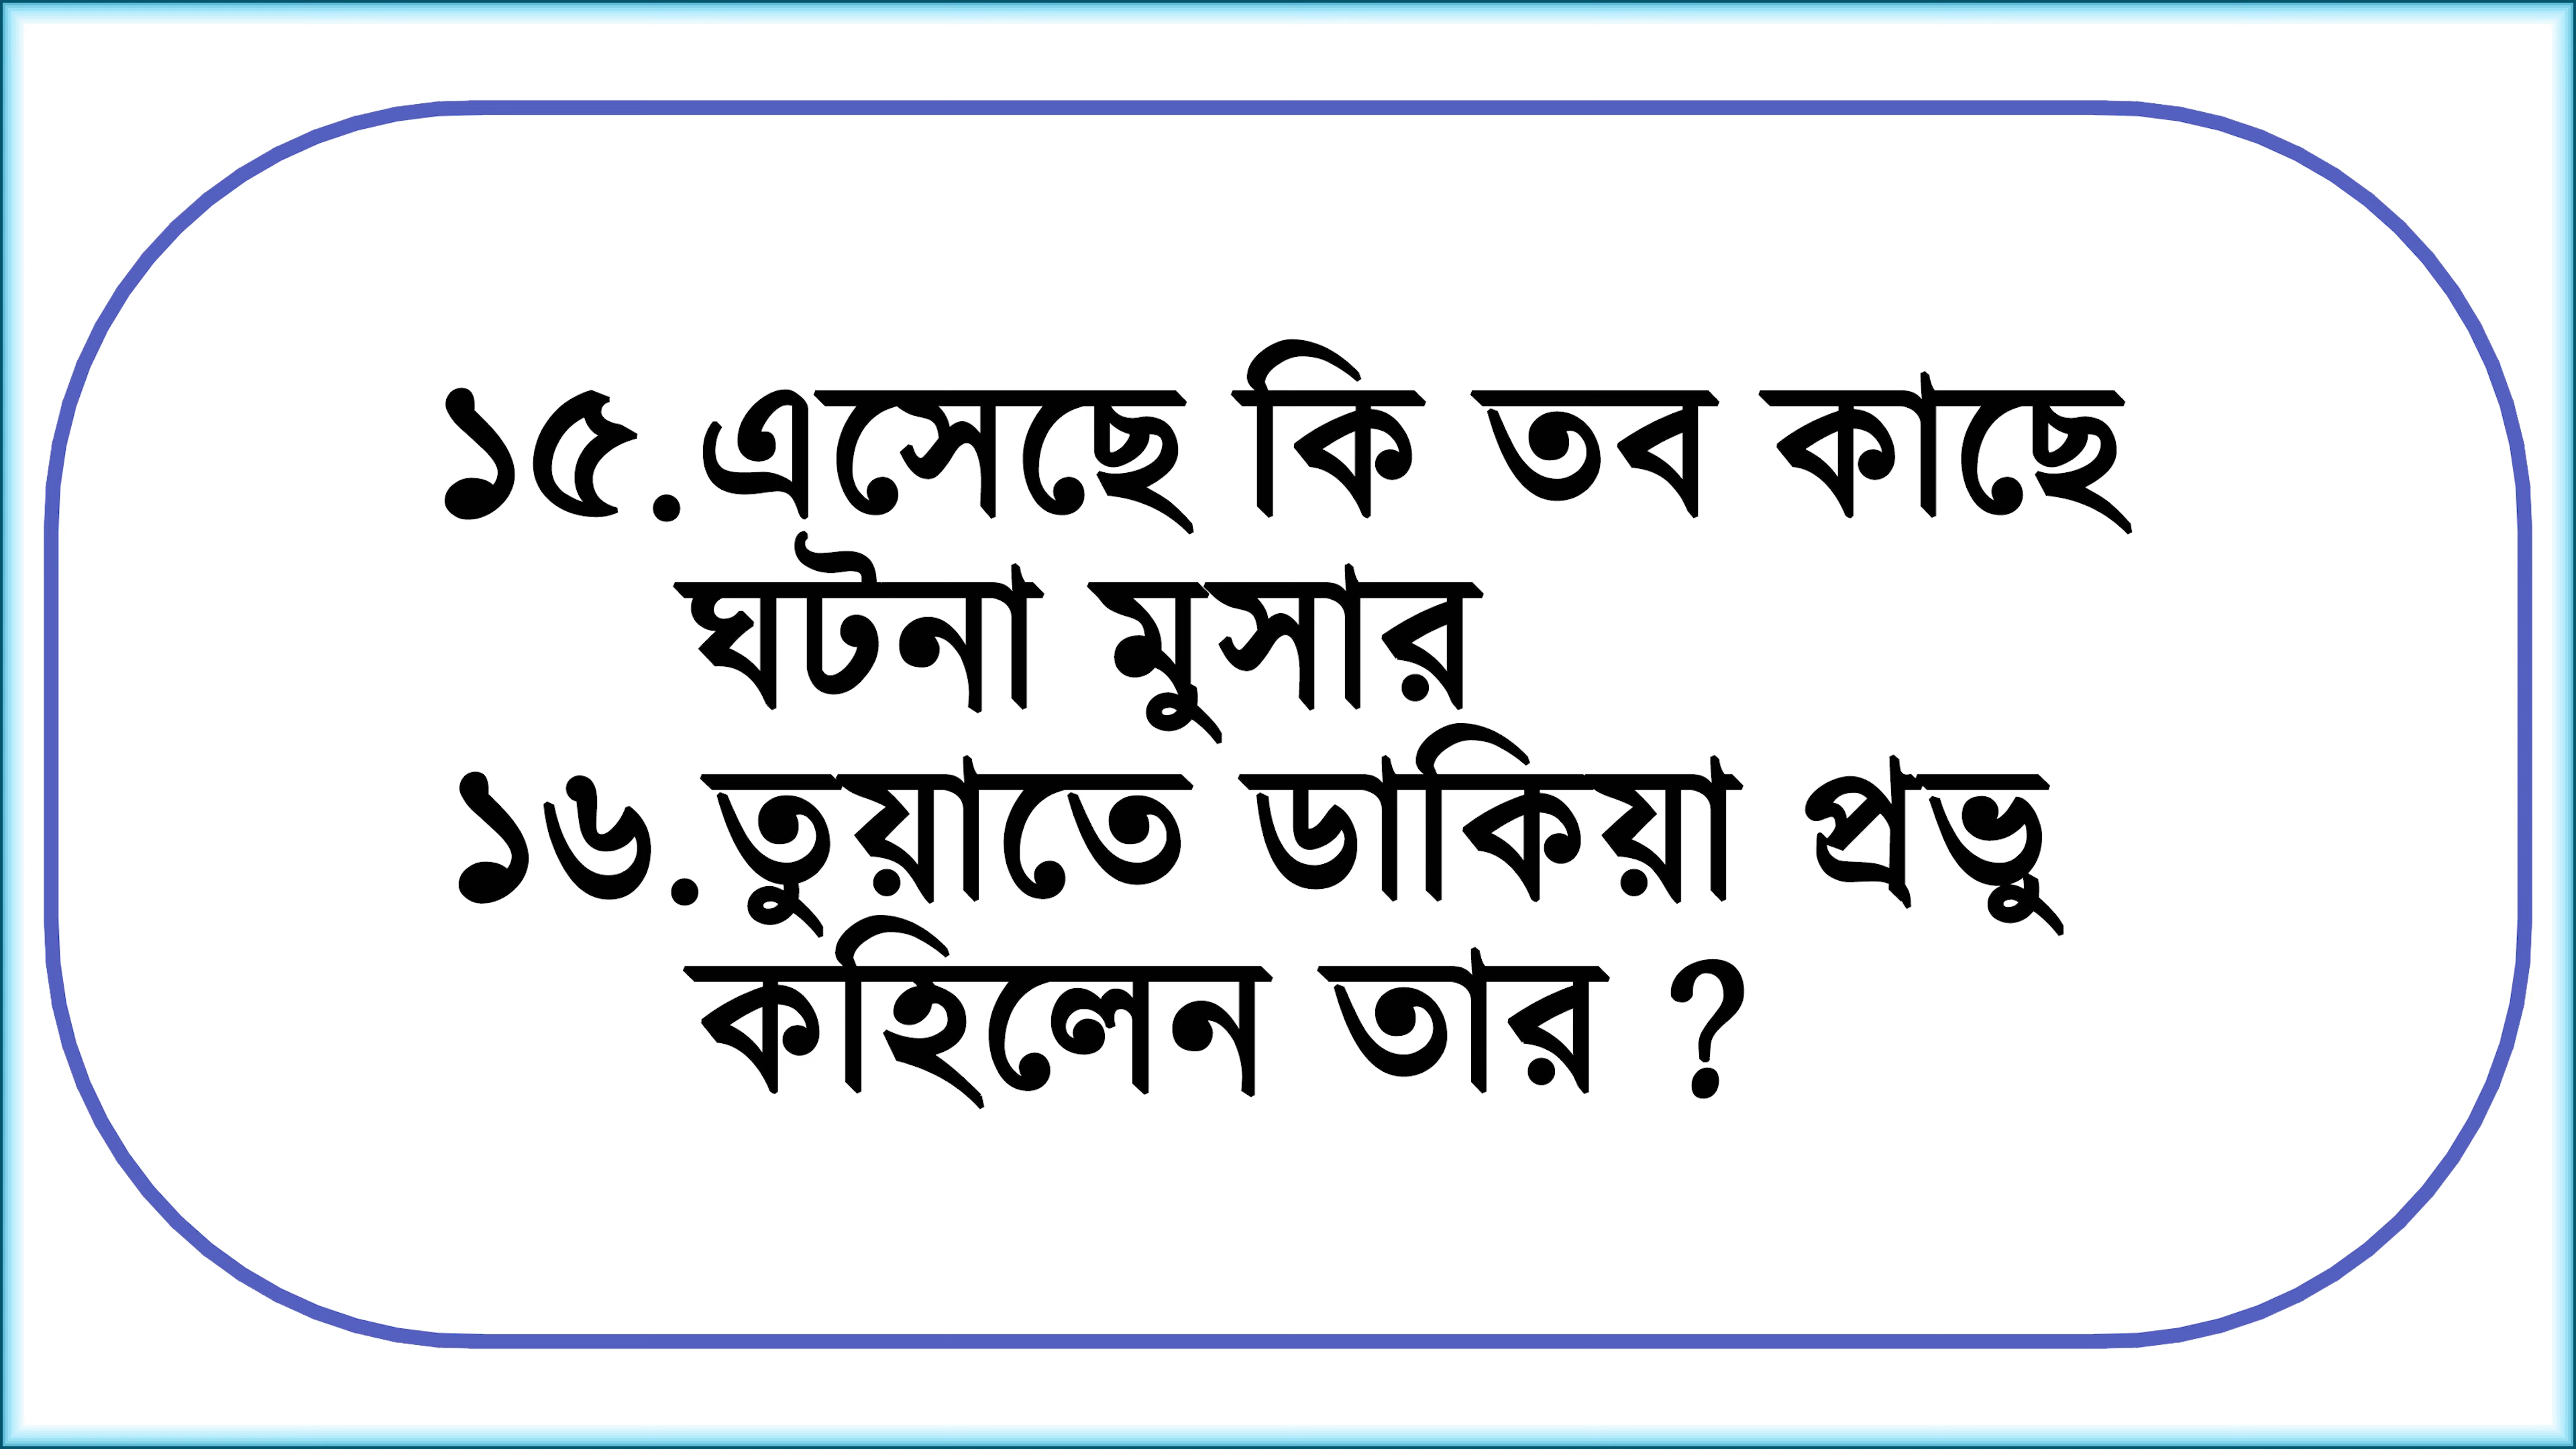 ১৫.এসেছে কি তব কাছে
ঘটনা মুসার
১৬.তুয়াতে ডাকিয়া প্রভু
কহিলেন তার ?